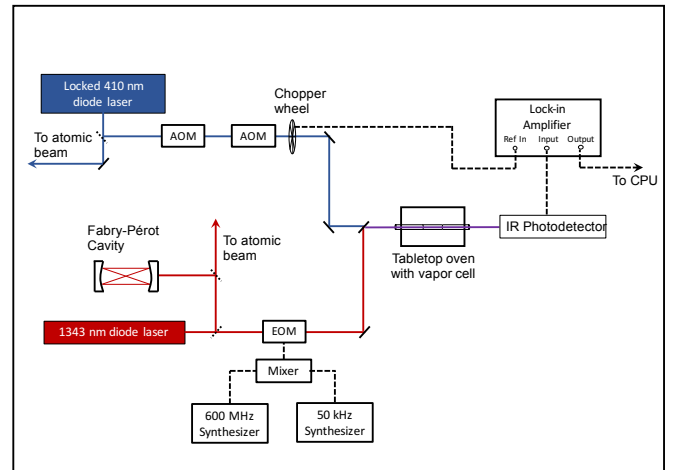 Locked 410 nm
diode laser
Chopper
wheel
Lock-in
Amplifier
Ref In
Input
Output
To atomic
beam
AOM
AOM
To CPU
Fabry-Pérot
Cavity
To atomic
beam
IR Photodetector
Tabletop oven
with vapor cell
1343 nm diode laser
EOM
Mixer
600 MHz
Synthesizer
50 kHz
Synthesizer